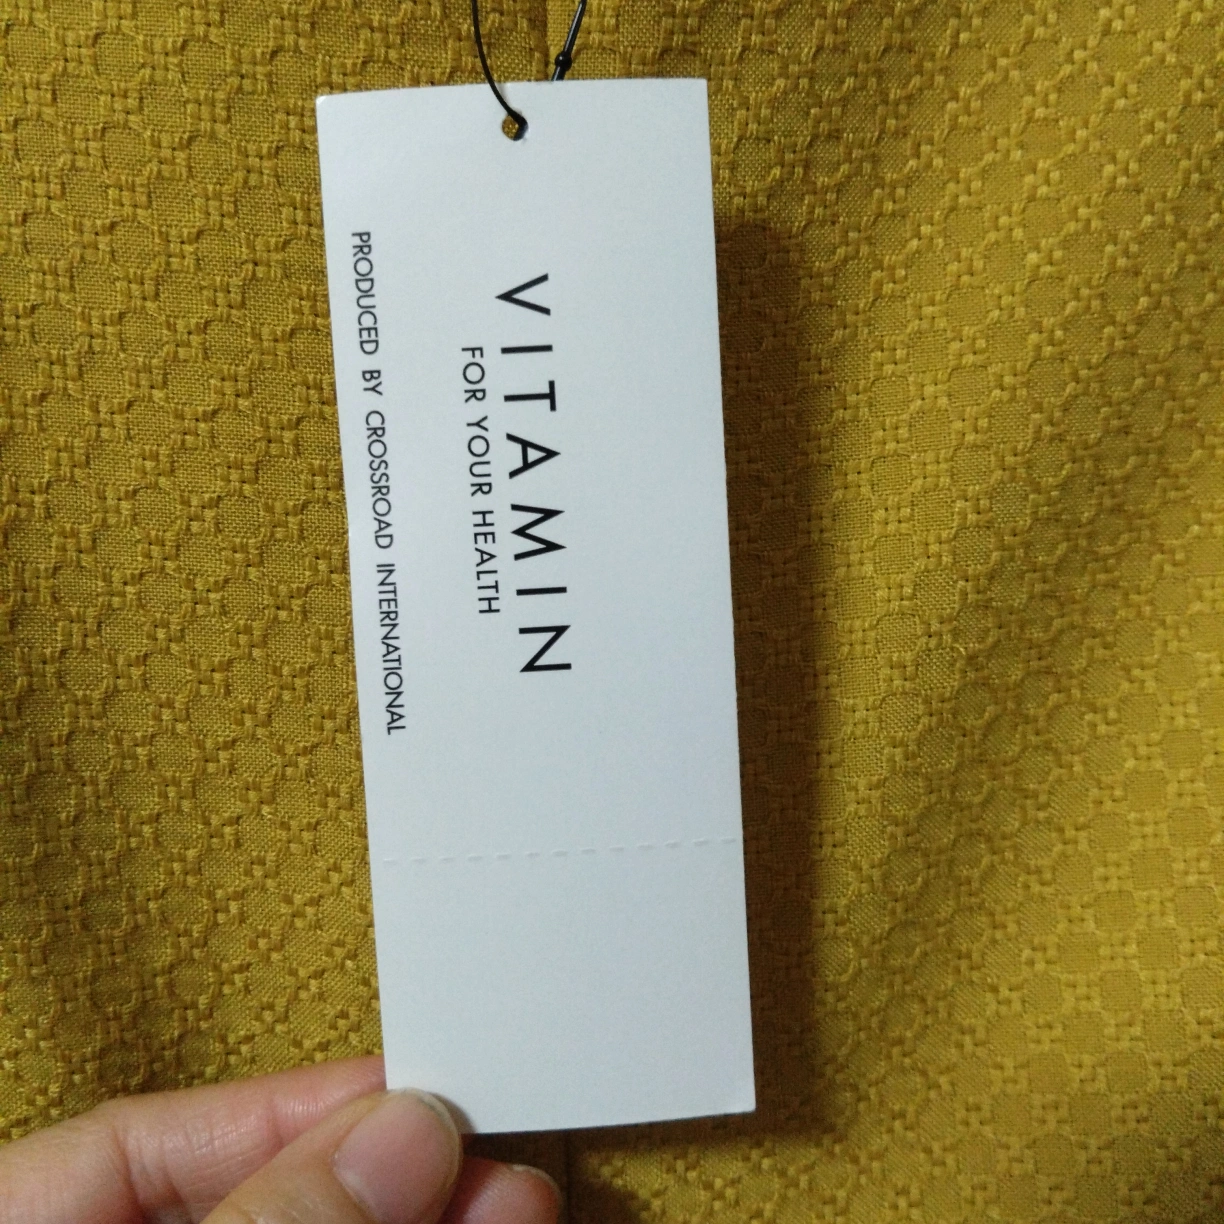 VITAMIN
FOR YOUR HEALTH
PRODUCED BY CROSSROAD INTERNATIONAL